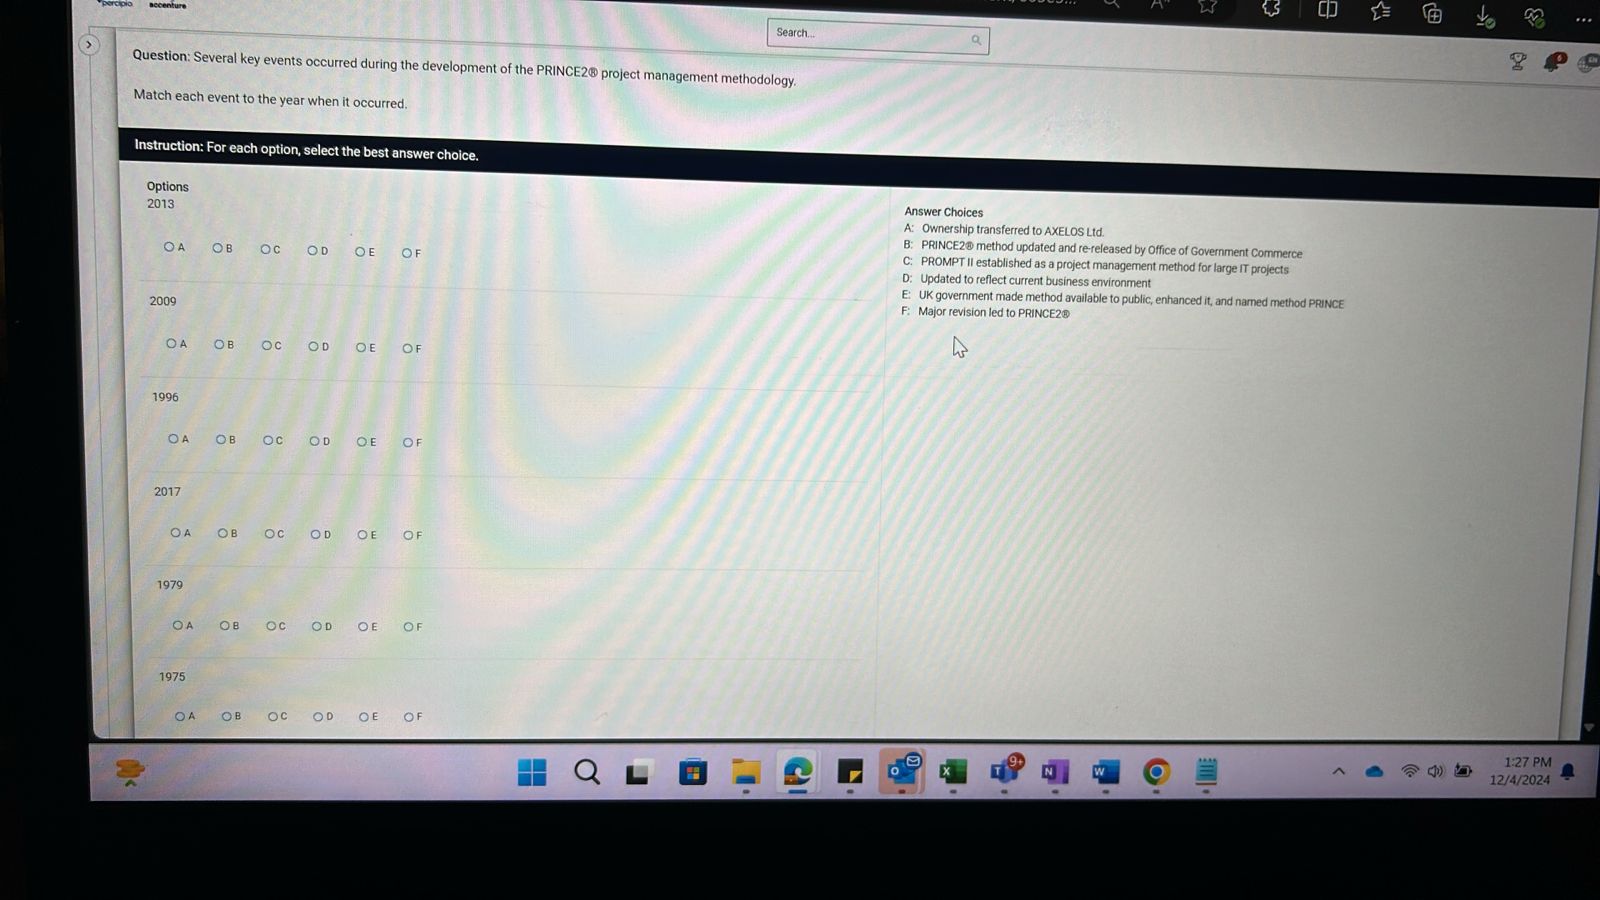 percipio accenture
Search...
Question: Several key events occurred during the development of the PRINCE2® project management methodology.
Match each event to the year when it occurred.
Instruction: For each option, select the best answer choice.
Options
2013
A B C D E F
2009
A B C D E F
1996
A B C D E F
2017
A B C D E F
1979
A B C D E F
1975
A B C D E F
Answer Choices
A: Ownership transferred to AXELOS Ltd.
B: PRINCE2® method updated and re-released by Office of Government Commerce
C: PROMPT II established as a project management method for large IT projects
D: Updated to reflect current business environment
E: UK government made method available to public, enhanced it, and named method PRINCE
F: Major revision led to PRINCE2®
EN
9+
1:27 PM
12/4/2024